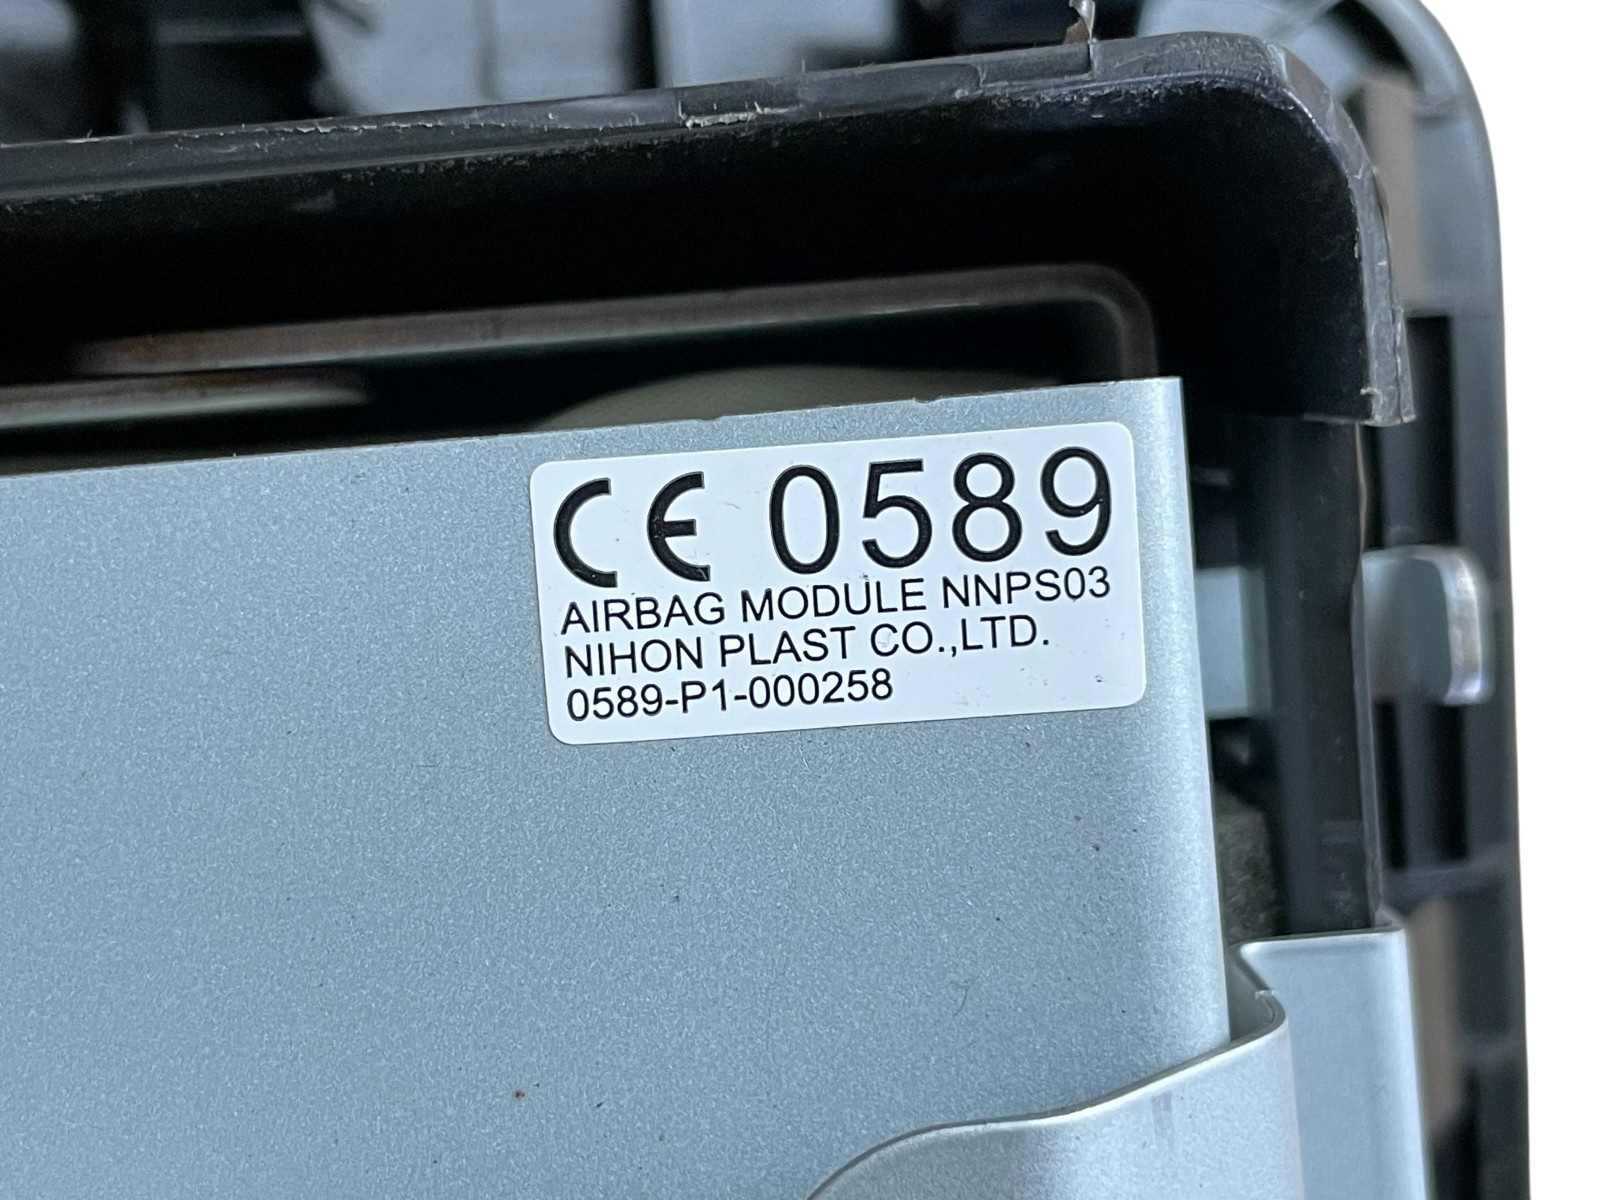 CE 0589
AIRBAG MODULE NNPS03
NIHON PLAST CO.,LTD.
0589-P1-000258